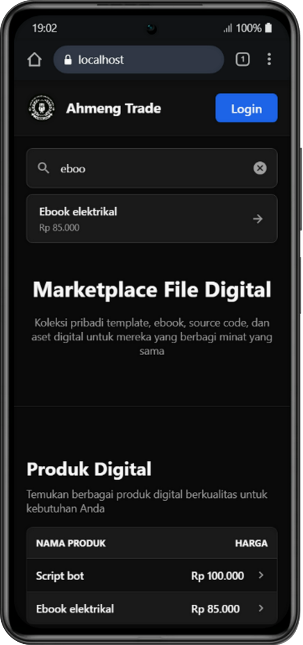 19:02
100%
localhost
1
Ahmeng Trade
Login
eboo
Ebook elektrikal
Rp 85.000
Marketplace File Digital
Koleksi pribadi template, ebook, source code, dan
aset digital untuk mereka yang berbagi minat yang
sama
Produk Digital
Temukan berbagai produk digital berkualitas untuk
kebutuhan Anda
NAMA PRODUK HARGA
Script bot Rp 100.000
Ebook elektrikal Rp 85.000